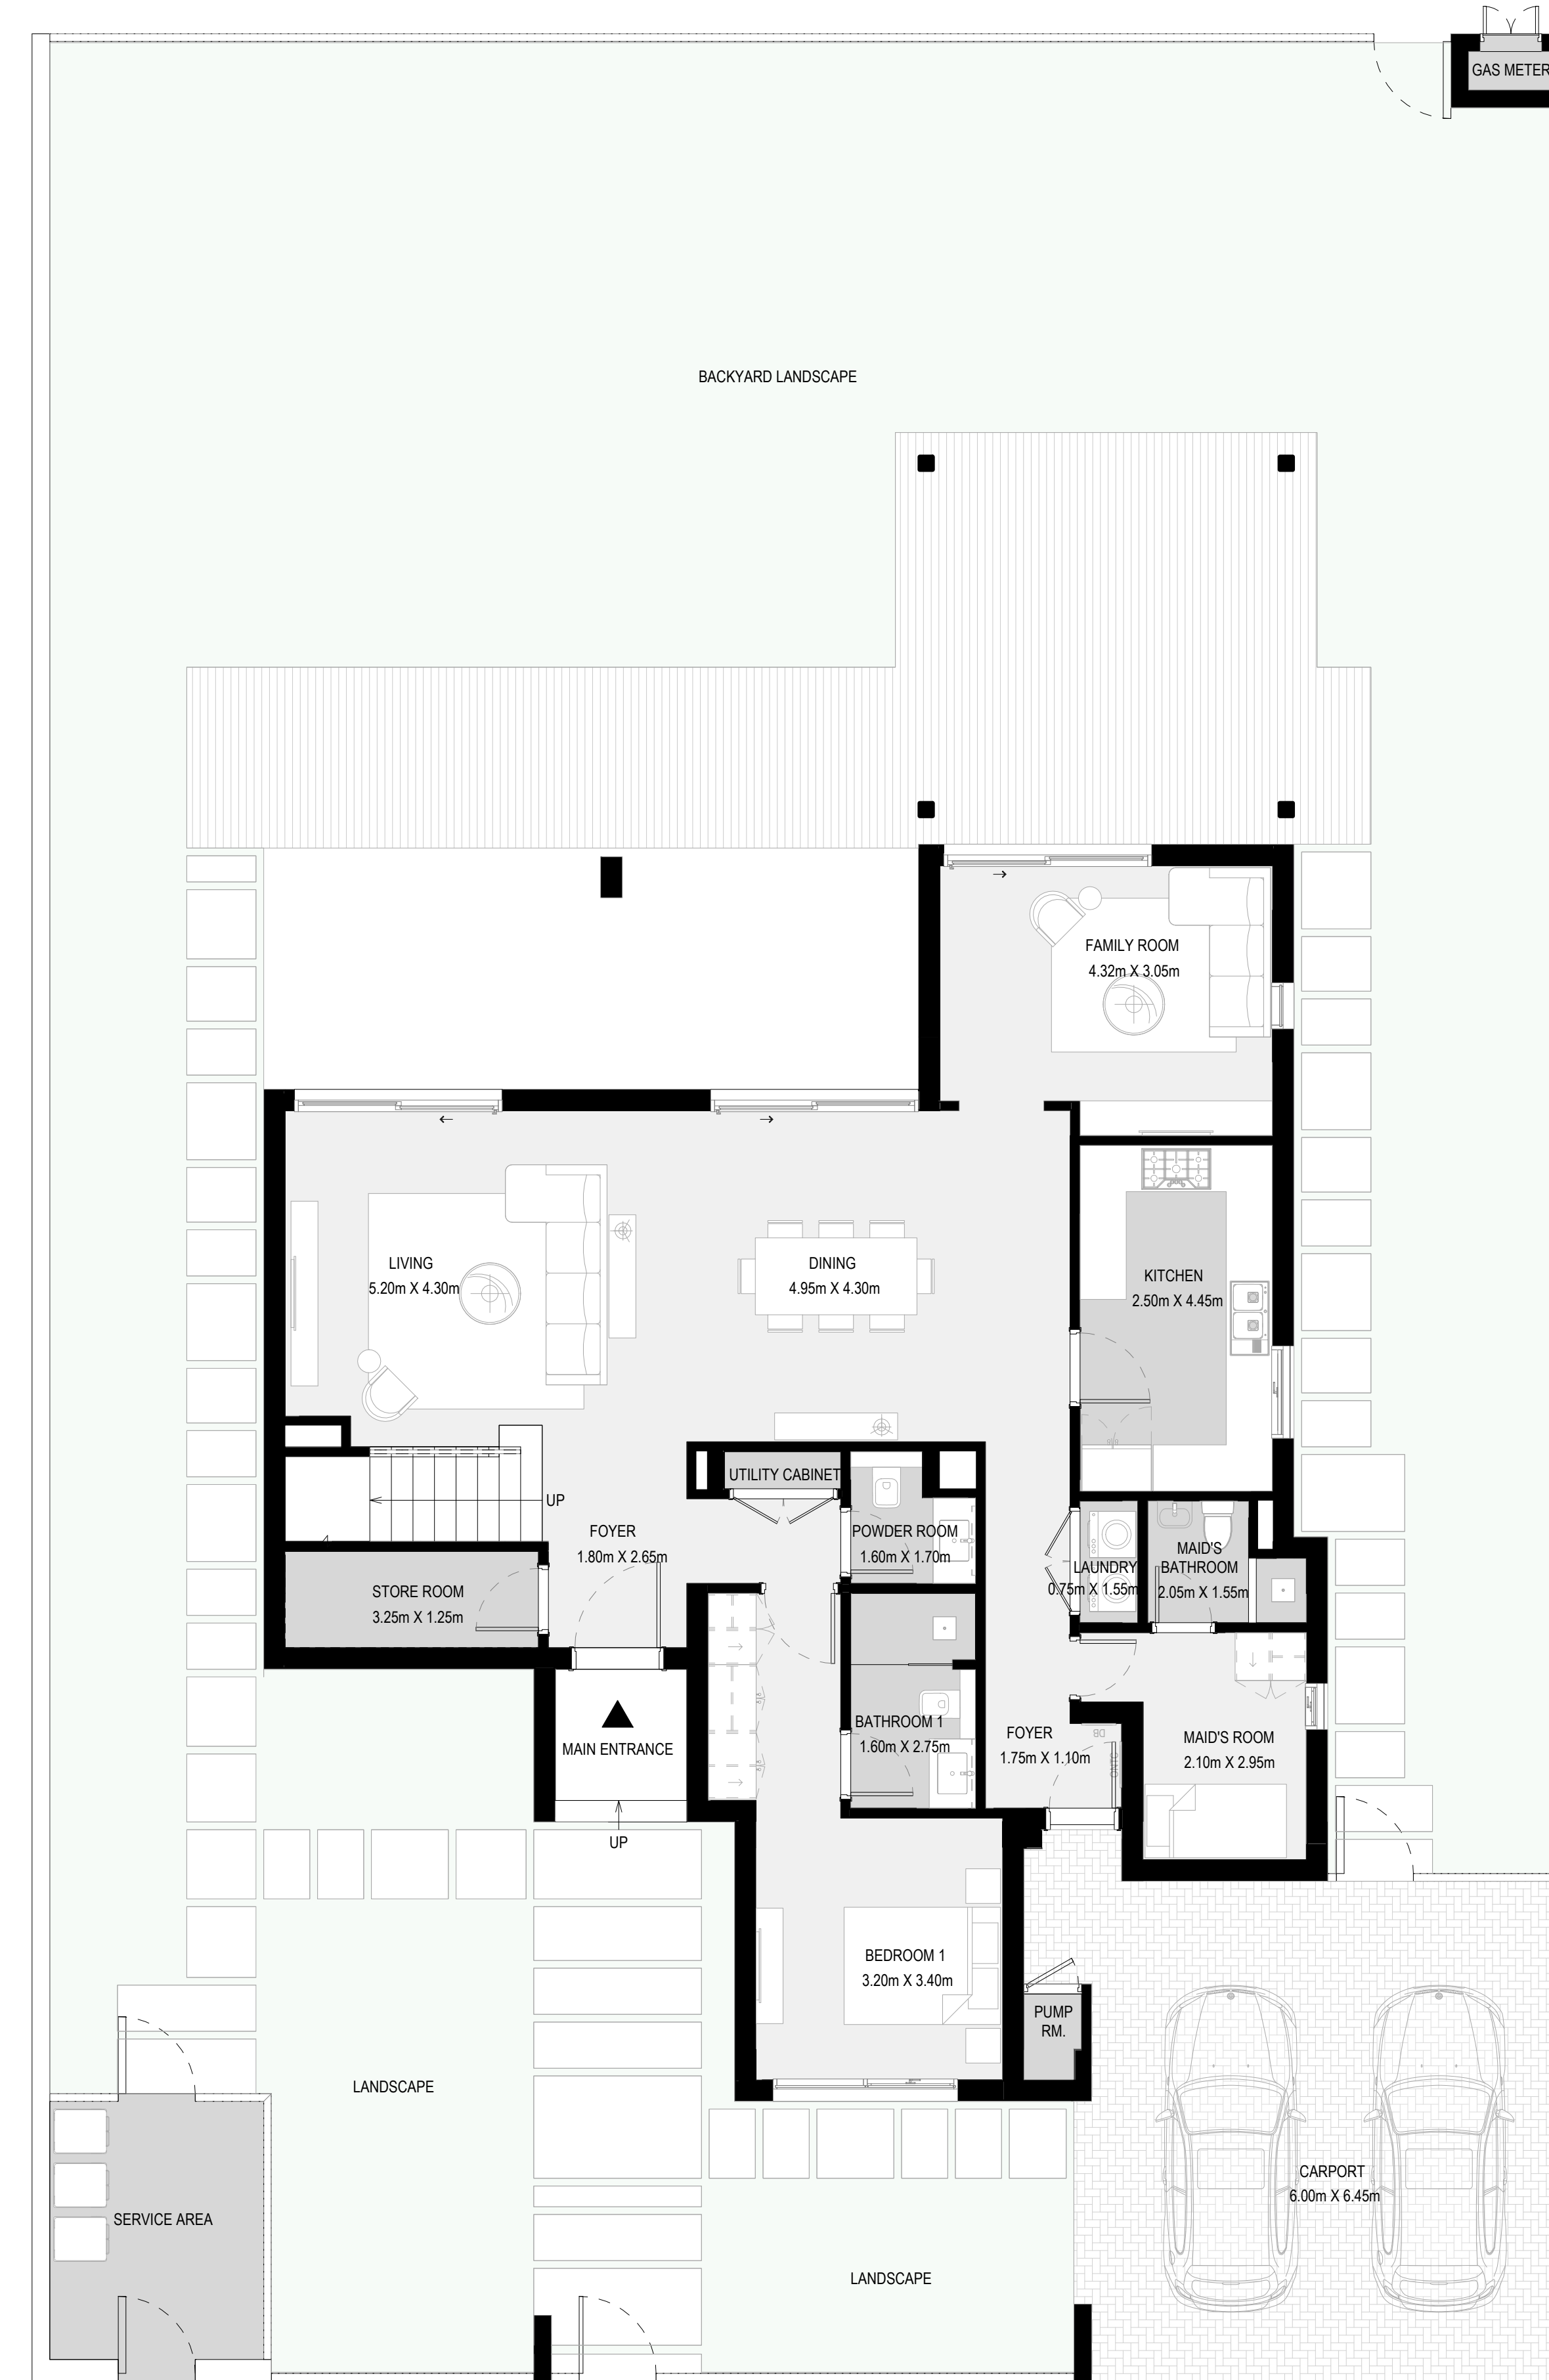 GAS METER
BACKYARD LANDSCAPE
FAMILY ROOM
4.32m X 3.05m
LIVING
5.20m X 4.30m
DINING
4.95m X 4.30m
KITCHEN
2.50m X 4.45m
UTILITY CABINET
UP
FOYER
1.80m X 2.65m
POWDER ROOM
1.60m X 1.70m
LAUNDRY
0.75m X 1.55m
MAID'S
BATHROOM
2.05m X 1.55m
STORE ROOM
3.25m X 1.25m
MAIN ENTRANCE
UP
BATHROOM 1
1.60m X 2.75m
FOYER
1.75m X 1.10m
DB
MAID'S ROOM
2.10m X 2.95m
BEDROOM 1
3.20m X 3.40m
PUMP
RM.
LANDSCAPE
CARPORT
6.00m X 6.45m
SERVICE AREA
LANDSCAPE